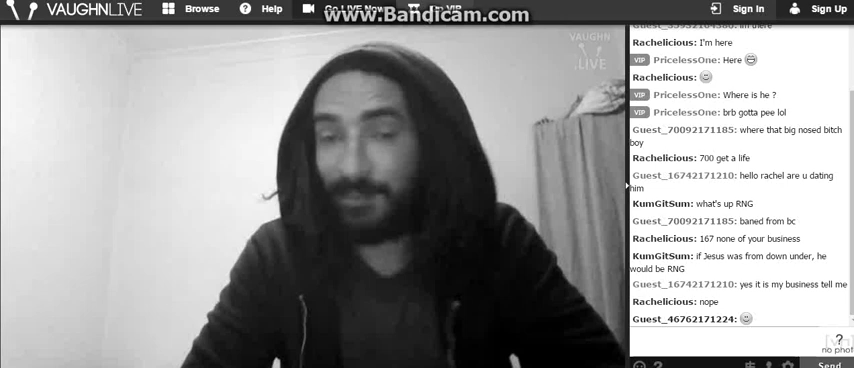 VAUGHNLIVE Browse Help Go LIVE Now VIP Sign In Sign Up
www.Bandicam.com
VAUGHN
.LIVE
Rachelicious: I'm here
VIP PricelessOne: Here
Rachelicious:
VIP PricelessOne: Where is he ?
VIP PricelessOne: brb gotta pee lol
Guest_70092171185: where that big nosed bitch
boy
Rachelicious: 700 get a life
Guest_16742171210: hello rachel are u dating
him
KumGitSum: what's up RNG
Guest_70092171185: baned from bc
Rachelicious: 167 none of your business
KumGitSum: if Jesus was from down under, he
would be RNG
Guest_16742171210: yes it is my business tell me
Rachelicious: nope
Guest_46762171224:
?
no phot
Send